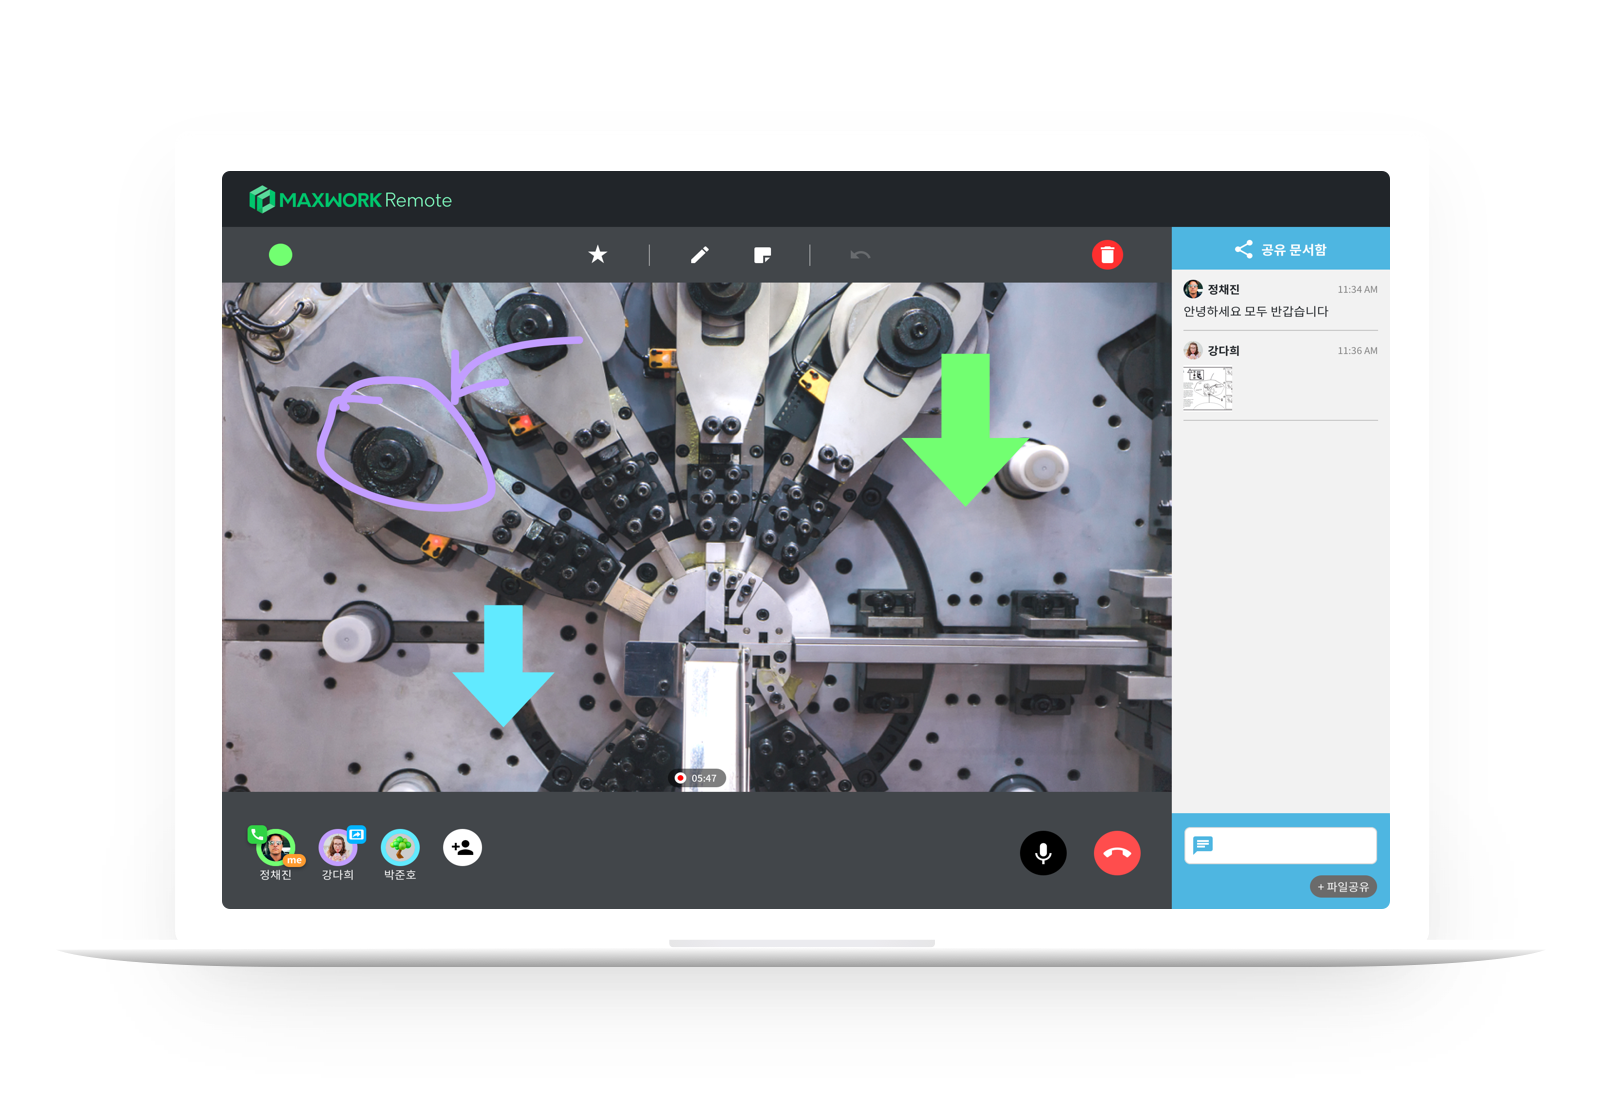 MAXWORK Remote
공유 문서함
정채진 11:34 AM
안녕하세요 모두 반갑습니다
강다희 11:36 AM
05:47
me
정채진 강다희 박준호
+ 파일공유